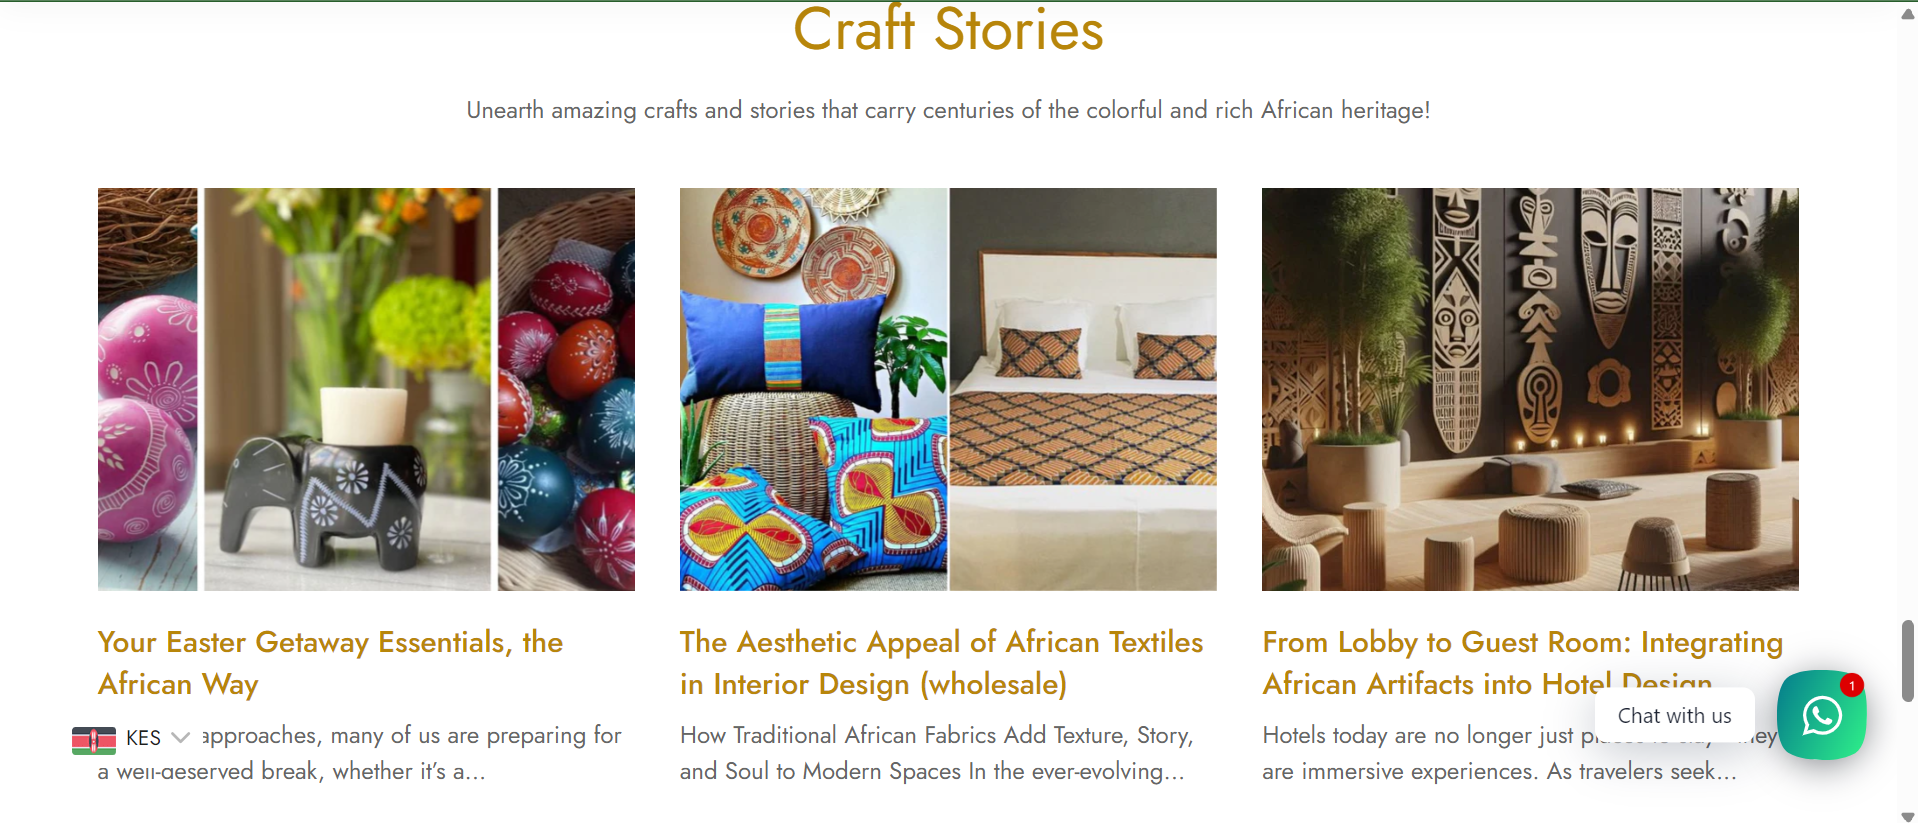 Craft Stories
Unearth amazing crafts and stories that carry centuries of the colorful and rich African heritage!
Your Easter Getaway Essentials, the
African Way
approaches, many of us are preparing for
a well-deserved break, whether it's a...
The Aesthetic Appeal of African Textiles
in Interior Design (wholesale)
How Traditional African Fabrics Add Texture, Story,
and Soul to Modern Spaces In the ever-evolving...
From Lobby to Guest Room: Integrating
African Artifacts into Hotel Design
Hotels today are no longer just
are immersive experiences. As travelers seek...
KES
Chat with us
1